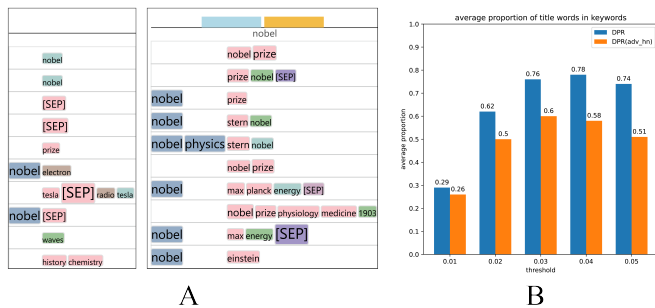 nobel
nobel
[SEP]
[SEP]
prize
nobel electron
tesla [SEP] radio tesla
nobel [SEP]
waves
history chemistry
nobel
nobel prize
prize nobel [SEP]
nobel prize
nobel stern nobel
nobel physics stern nobel
nobel prize
nobel max planck energy [SEP]
nobel prize physiology medicine 1903
nobel max energy [SEP]
nobel einstein
A
average proportion of title words in keywords
DPR
DPR(adv_hn)
average proportion
1.0
0.9
0.8
0.7
0.6
0.5
0.4
0.3
0.2
0.1
0.0
0.29 0.26 0.62 0.5 0.76 0.6 0.78 0.58 0.74 0.51
0.01 0.02 0.03 0.04 0.05
threshold
B